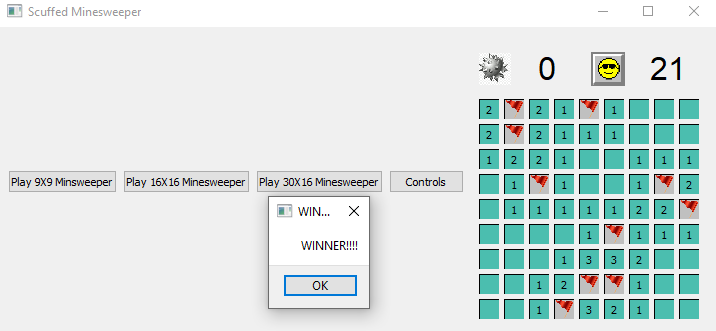 Scuffed Minesweeper
0 21
2 2 1 1
2 2 1 1 1
1 2 2 1 1 1 1
Play 9X9 Minsweeper Play 16X16 Minesweeper Play 30X16 Minesweeper Controls
1 1 1 2
1 1 1 1 1 2 2
WIN...
1 1 1 1
WINNER!!!!
1 3 3 2
OK
1 2 1
1 3 2 1